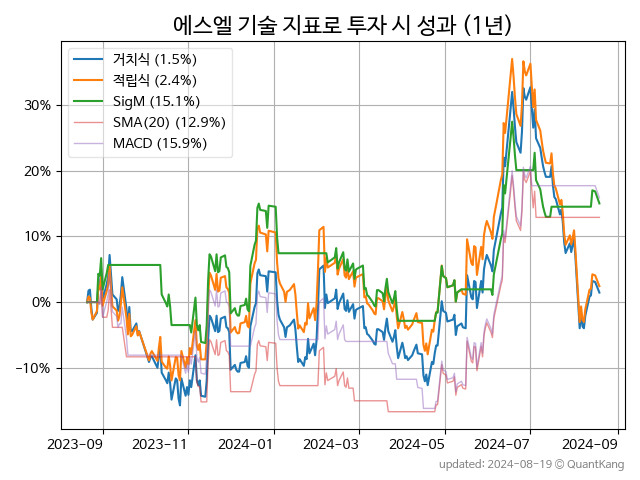 에스엘 기술 지표로 투자 시 성과 (1년)
거치식 (1.5%)
적립식 (2.4%)
SigM (15.1%)
SMA(20) (12.9%)
MACD (15.9%)
30%
20%
10%
0%
−10%
2023-09 2023-11 2024-01 2024-03 2024-05 2024-07 2024-09
updated: 2024-08-19 © QuantKang